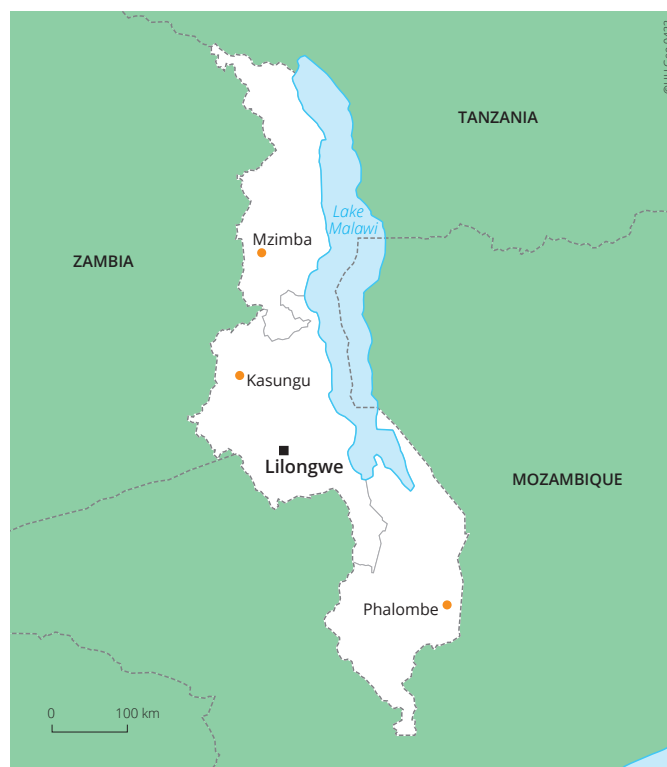 TANZANIA
Lake
Malawi
Mzimba
ZAMBIA
Kasungu
Lilongwe
MOZAMBIQUE
Phalombe
0 100 km